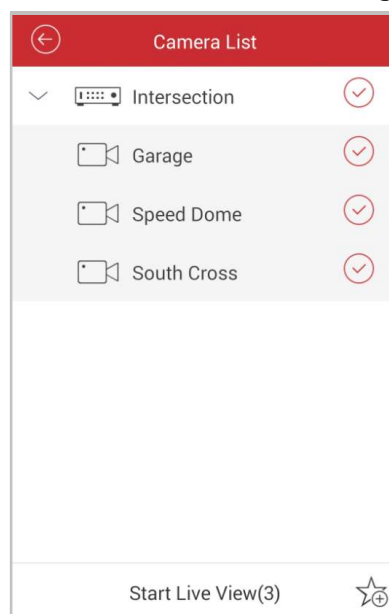 Camera List
Intersection
Garage
Speed Dome
South Cross
Start Live View(3)